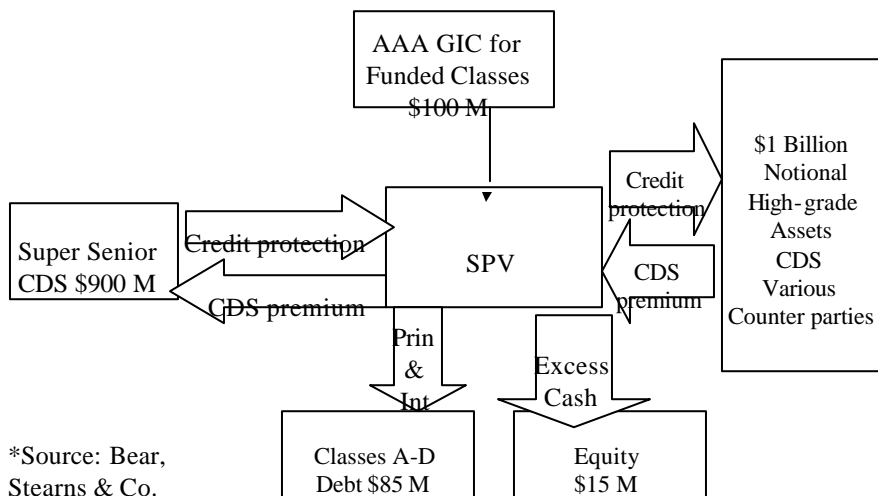 AAA GIC for
Funded Classes
$100 M
$1 Billion
Notional
High-grade
Assets
CDS
Various
Counter parties
Credit
protection
Super Senior
CDS $900 M
Credit protection
SPV
CDS
premium
CDS premium
Prin
&
Int
Excess
Cash
*Source: Bear,
Stearns & Co.
Classes A-D
Debt $85 M
Equity
$15 M